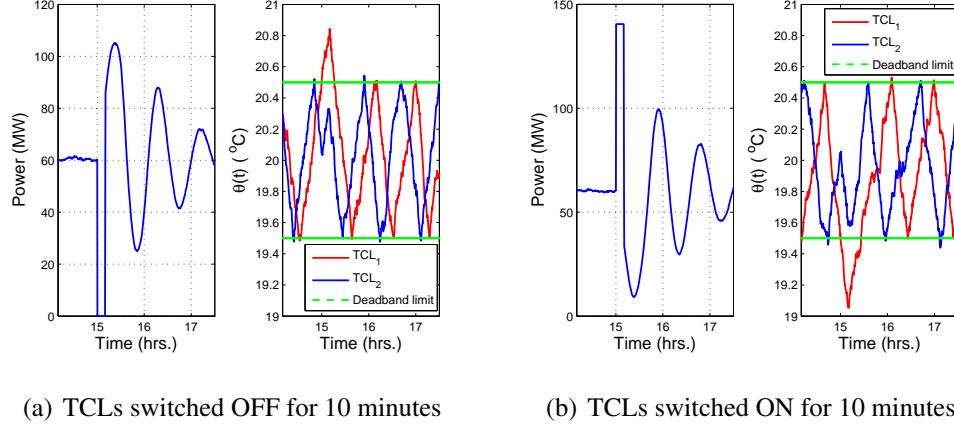 120
100
80
60
40
20
0
Power (MW)
15 16 17
Time (hrs.)
21
20.8
20.6
20.4
20.2
20
19.8
19.6
19.4
19.2
19
θ(t) ( °C)
TCL1
TCL2
Deadband limit
15 16 17
Time (hrs.)
(a) TCLs switched OFF for 10 minutes
150
100
50
0
Power (MW)
15 16 17
Time (hrs.)
21
20.8
20.6
20.4
20.2
20
19.8
19.6
19.4
19.2
19
θ(t) ( °C)
TCL1
TCL2
Deadband limit
15 16 17
Time (hrs.)
(b) TCLs switched ON for 10 minutes